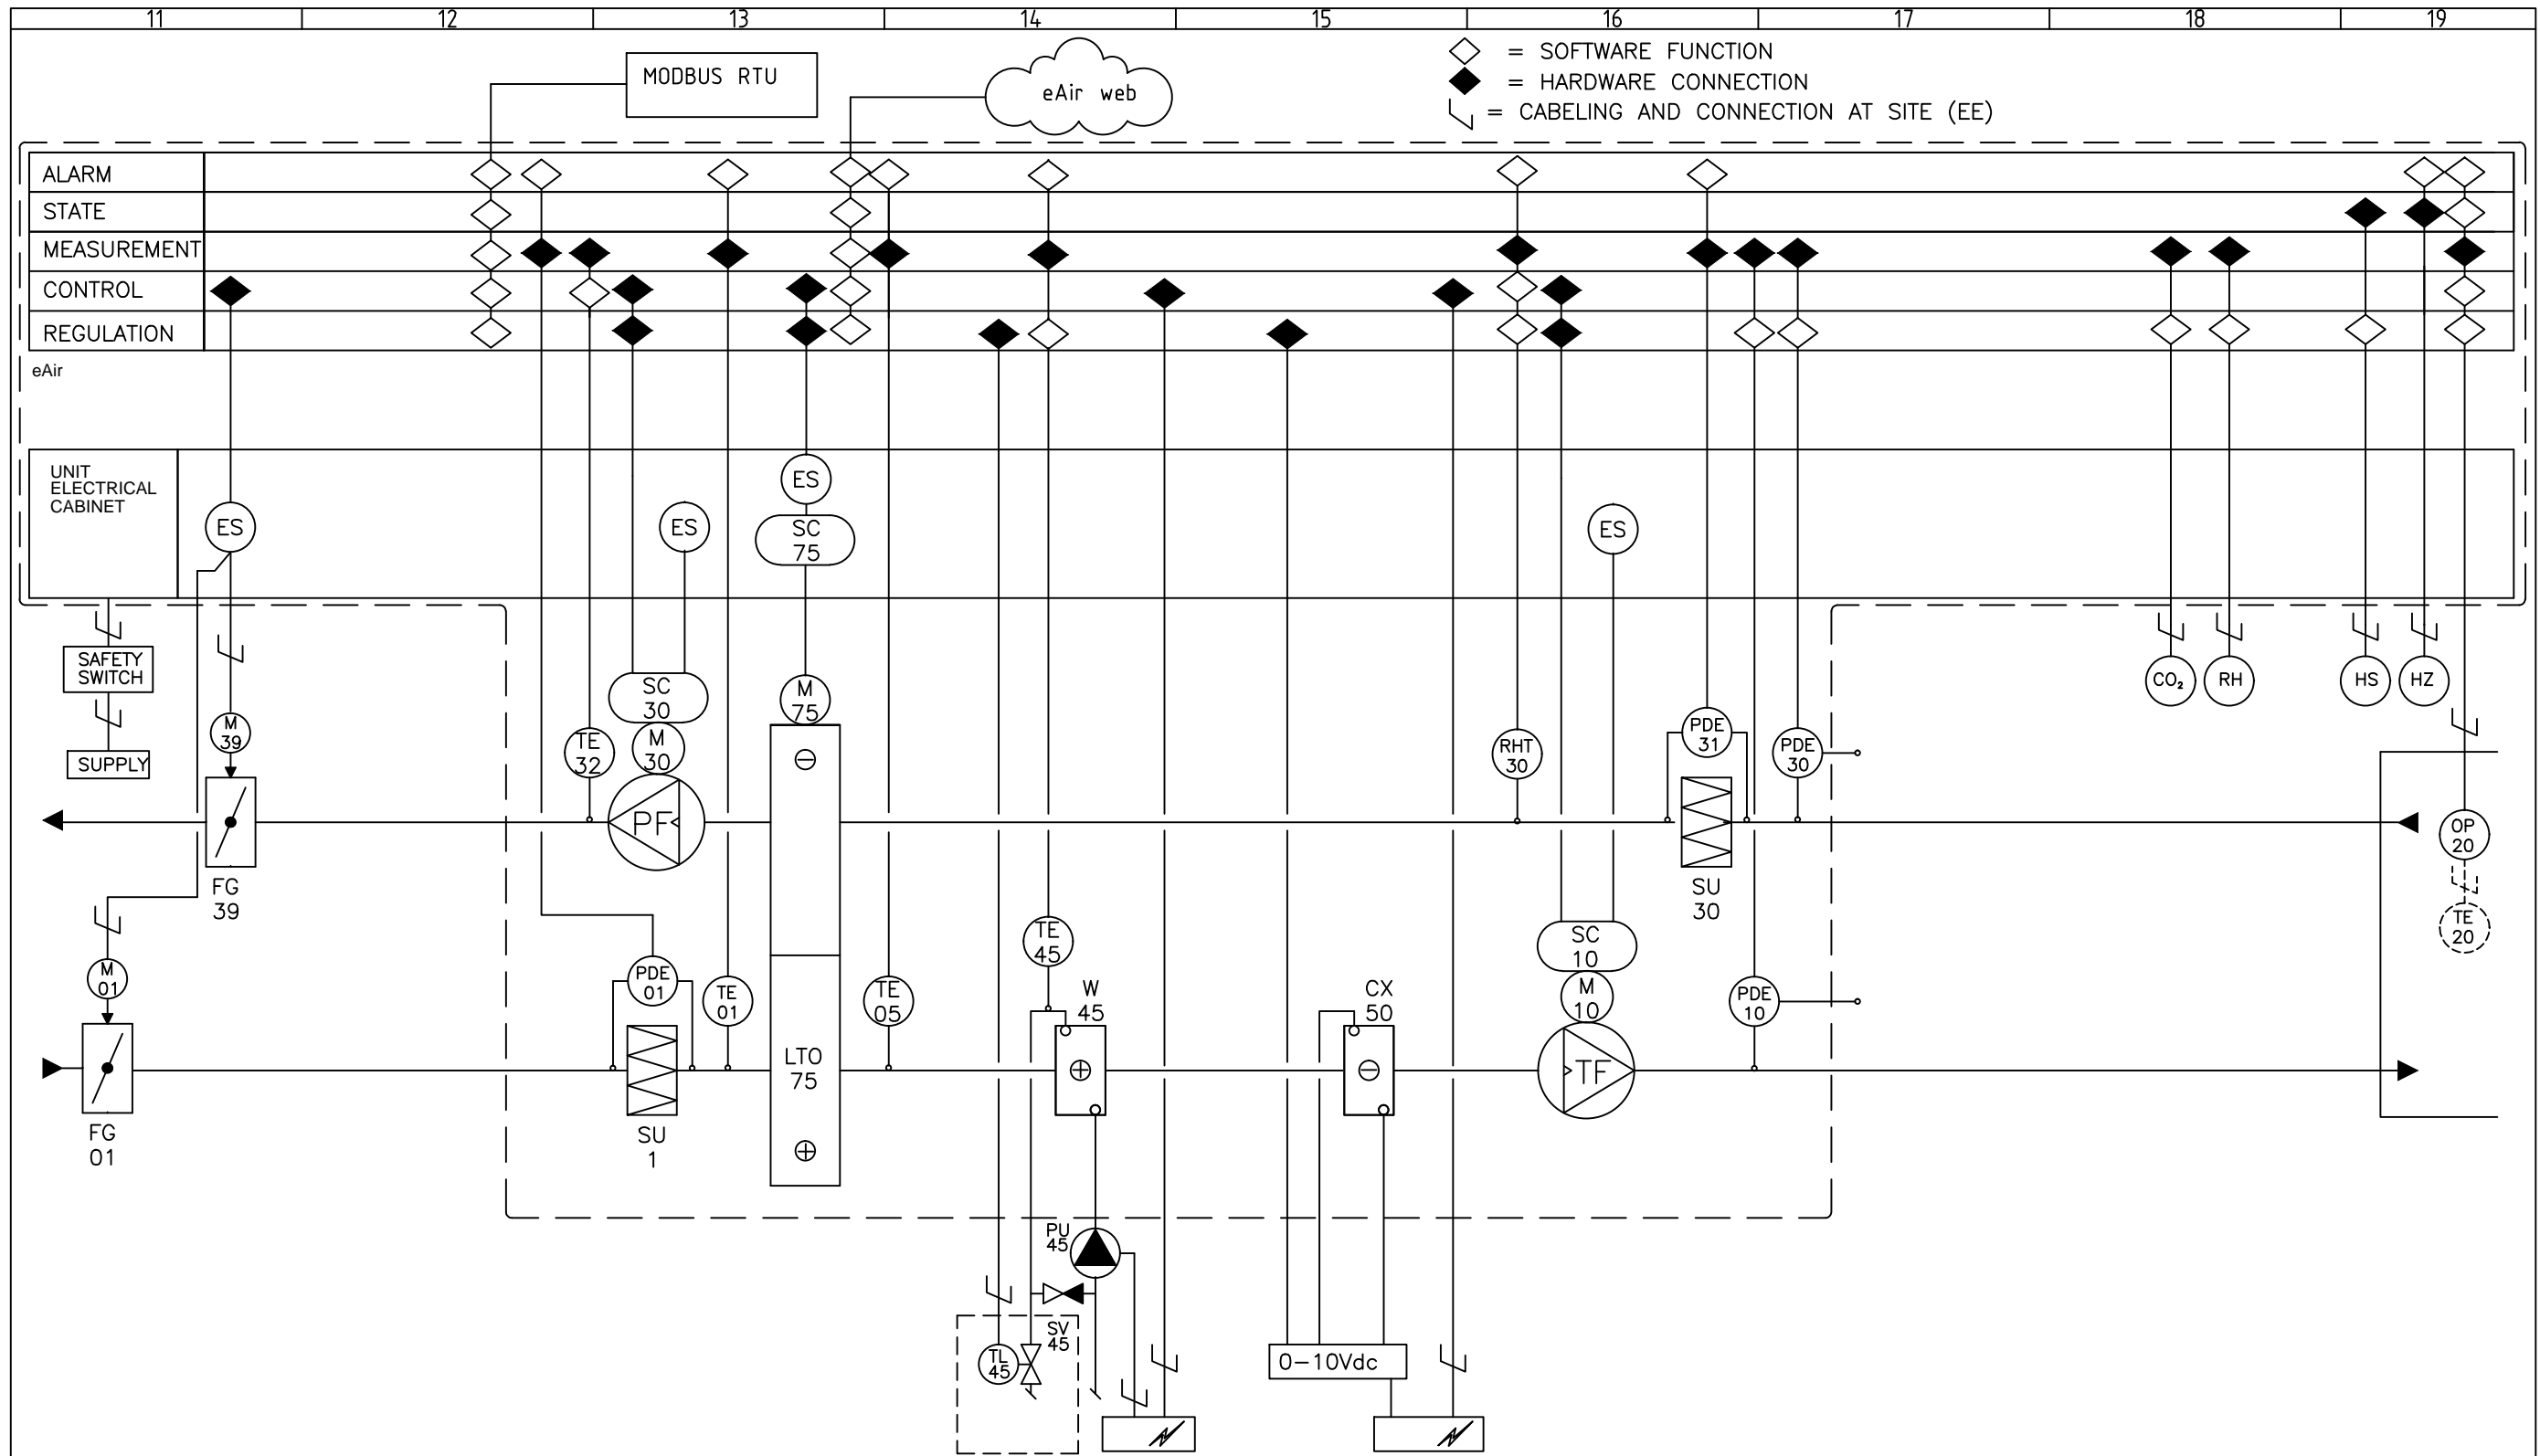 11 12 13 14 15 16 17 18 19
MODBUS RTU
eAir web
= SOFTWARE FUNCTION
= HARDWARE CONNECTION
= CABELING AND CONNECTION AT SITE (EE)
ALARM
STATE
MEASUREMENT
CONTROL
REGULATION
eAir
UNIT
ELECTRICAL
CABINET
ES
ES
ES
SC
75
ES
SAFETY
SWITCH
SUPPLY
M
39
TE
32
SC
30
M
30
M
75
RHT
30
PDE
31
PDE
30
CO₂
RH
HS
HZ
PF
FG
39
SU
30
OP
20
TE
20
M
01
PDE
01
TE
01
TE
05
TE
45
W
45
CX
50
SC
10
M
10
PDE
10
LTO
75
TF
FG
01
SU
1
PU
45
SV
45
TL
45
0-10Vdc